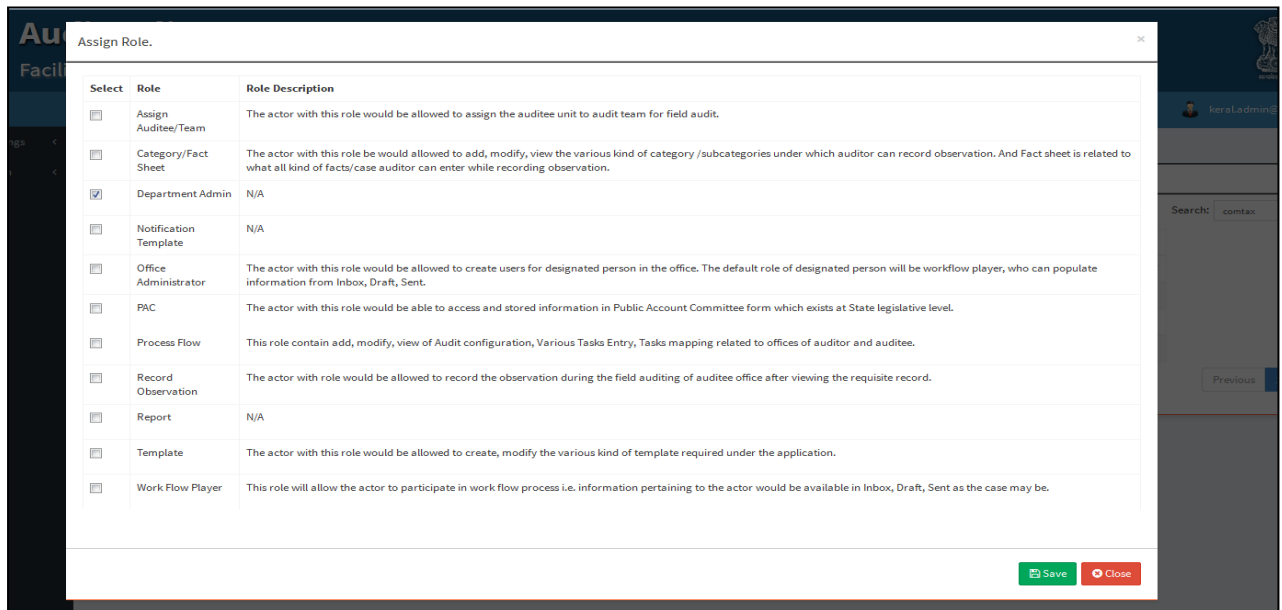 Au
Assign Role.
×
Facili
keral.admin@
ngs
Select Role Role Description
Assign
Auditee/Team
The actor with this role would be allowed to assign the auditee unit to audit team for field audit.
Category/Fact
Sheet
The actor with this role be would allowed to add, modify, view the various kind of category /subcategories under which auditor can record observation. And Fact sheet is related to
what all kind of facts/case auditor can enter while recording observation.
Department Admin N/A
Search: comtax
Notification
Template
N/A
Office
Administrator
The actor with this role would be allowed to create users for designated person in the office. The default role of designated person will be workflow player, who can populate
information from Inbox, Draft, Sent.
PAC The actor with this role would be able to access and stored information in Public Account Committee form which exists at State legislative level.
Process Flow This role contain add, modify, view of Audit configuration, Various Tasks Entry, Tasks mapping related to offices of auditor and auditee.
Record
Observation
The actor with role would be allowed to record the observation during the field auditing of auditee office after viewing the requisite record.
Previous
Report N/A
Template The actor with this role would be allowed to create, modify the various kind of template required under the application.
Work Flow Player This role will allow the actor to participate in work flow process i.e. information pertaining to the actor would be available in Inbox, Draft, Sent as the case may be.
Save Close